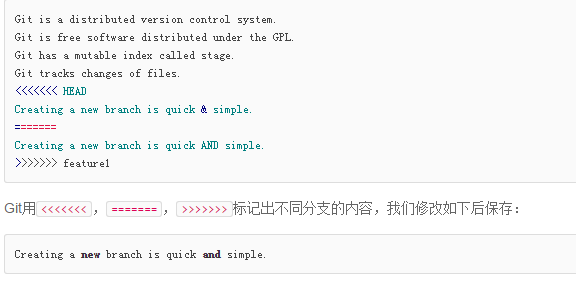 Git is a distributed version control system.
Git is free software distributed under the GPL.
Git has a mutable index called stage.
Git tracks changes of files.
<<<<<<< HEAD
Creating a new branch is quick & simple.
=======
Creating a new branch is quick AND simple.
>>>>>>> feature1
Git用<<<<<<<，=======，>>>>>>>标记出不同分支的内容，我们修改如下后保存：
Creating a new branch is quick and simple.